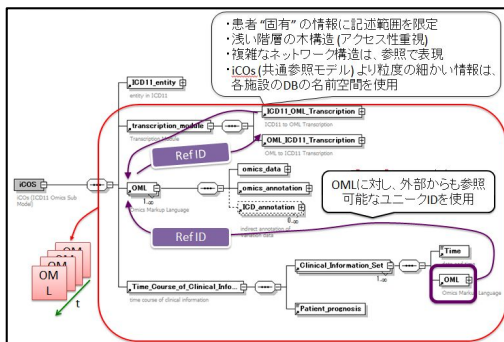 ・患者 “固有” の情報に記述範囲を限定
・浅い階層の木構造 (アクセス性重視)
・複雑なネットワーク構造は、参照で表現
・iCOs (共通参照モデル) より粒度の細かい情報は、
各施設のDBの名前空間を使用
ICD11_entity
entity in ICD11
ICD11_OML_Transcription
ICD11 to OML Transcription
transcription_module
Transcription Module
OML_ICD11_Transcription
OML to ICD11 Transcription
Ref ID
omics_data
iCOS
iCOs (ICD11 Omics Sub Model)
OML
1..∞
Omics Markup Language
omics_annotation
ICD_annotation
0..∞
indirect annotation of
OMLに対し、外部からも参照
可能なユニークIDを使用
Ref ID
Time
Clinical_Information_Set
1..∞
OML
Omics Markup Language
Time_Course_of_Clinical_Info...
time course of clinical information
Patient_prognosis
OM
OM
OM
L
t